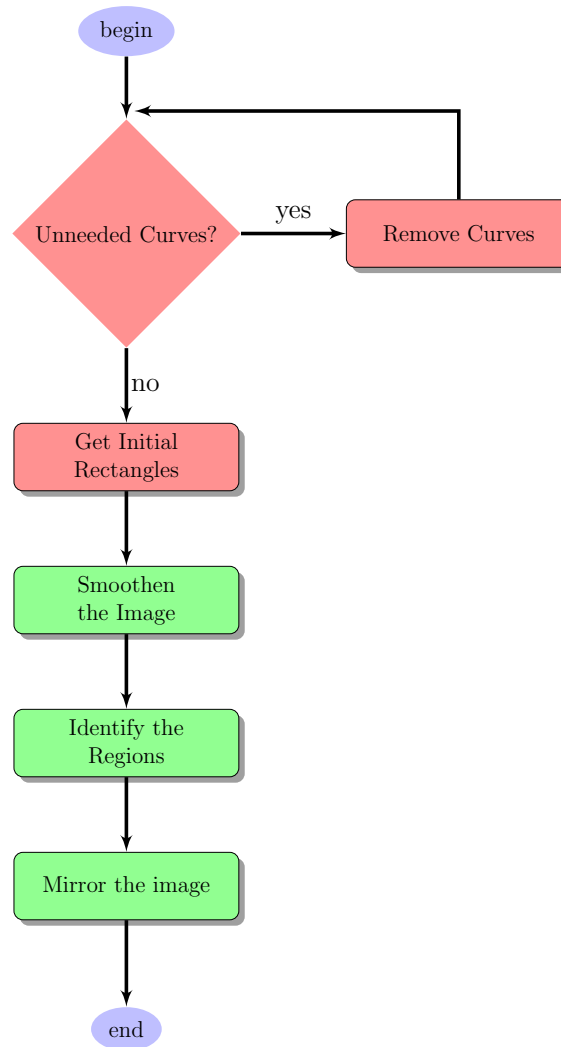 begin
Unneeded Curves?
yes
Remove Curves
no
Get Initial
Rectangles
Smoothen
the Image
Identify the
Regions
Mirror the image
end